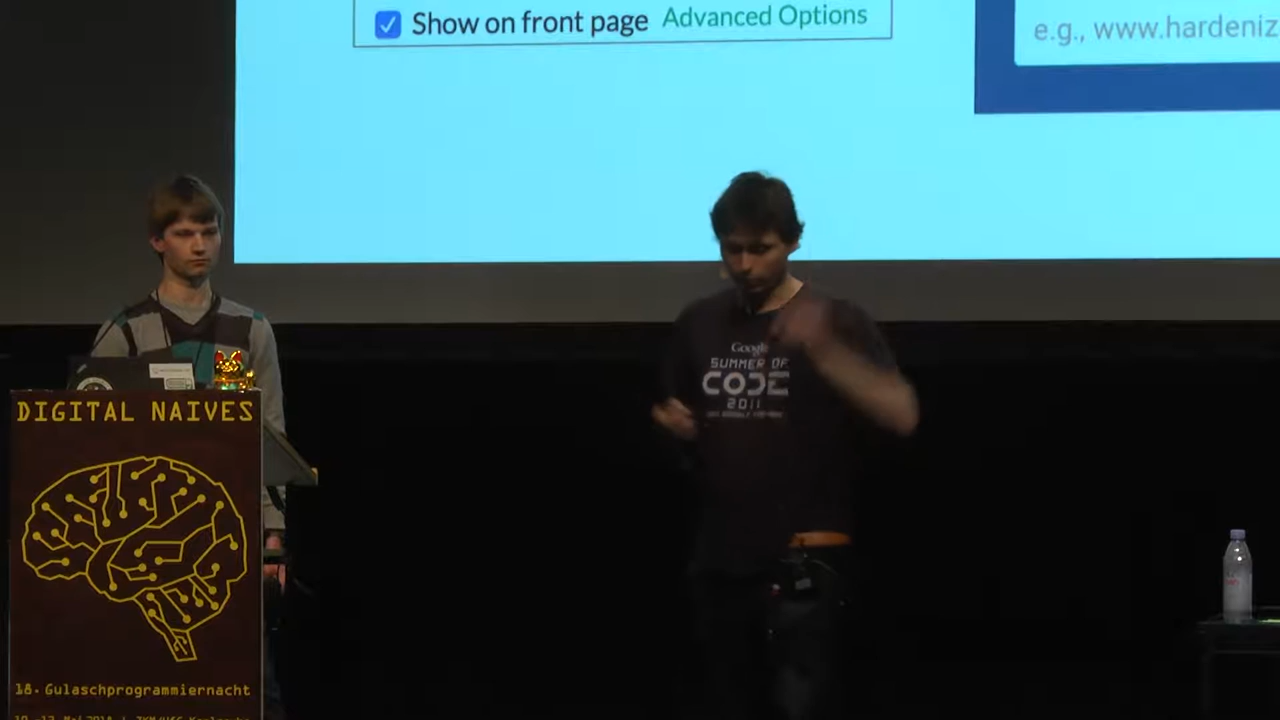 Show on front page Advanced Options
e.g., www.hardeniz
Google
SUMMER OF
CODE
2011
DIGITAL NAIVES
18. Gulaschprogrammiernacht